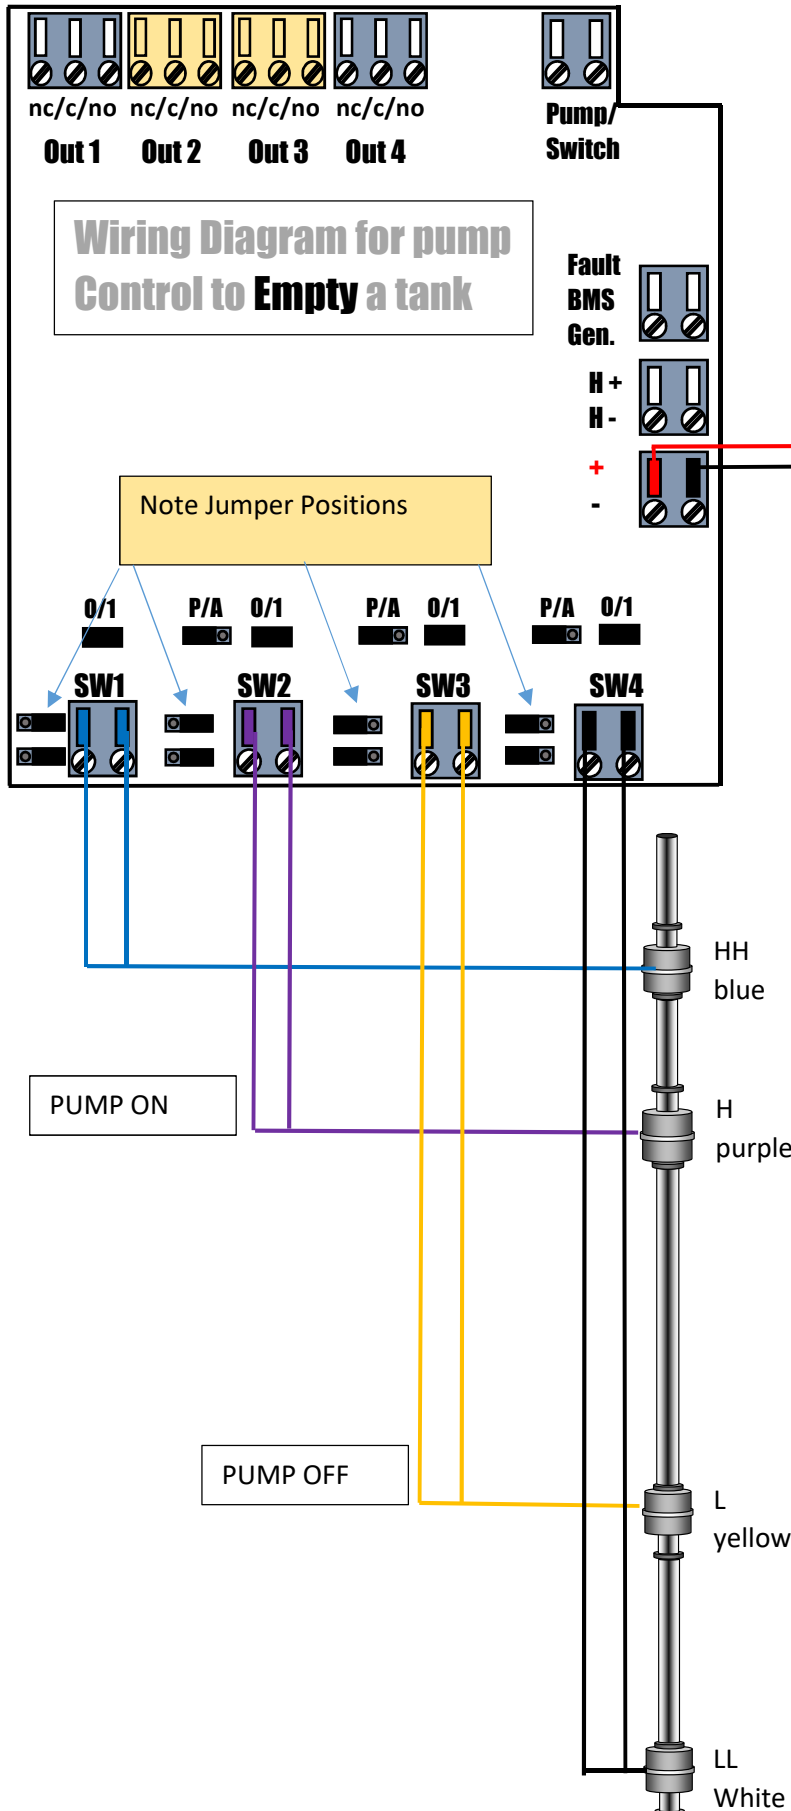 nc/c/no nc/c/no nc/c/no nc/c/no
Out 1 Out 2 Out 3 Out 4
Pump/
Switch
Wiring Diagram for pump
Control to Empty a tank
Fault
BMS
Gen.
H +
H -
+
-
Note Jumper Positions
0/1 P/A 0/1 P/A 0/1 P/A 0/1
SW1 SW2 SW3 SW4
HH
blue
PUMP ON
H
purple
PUMP OFF
L
yellow
LL
White